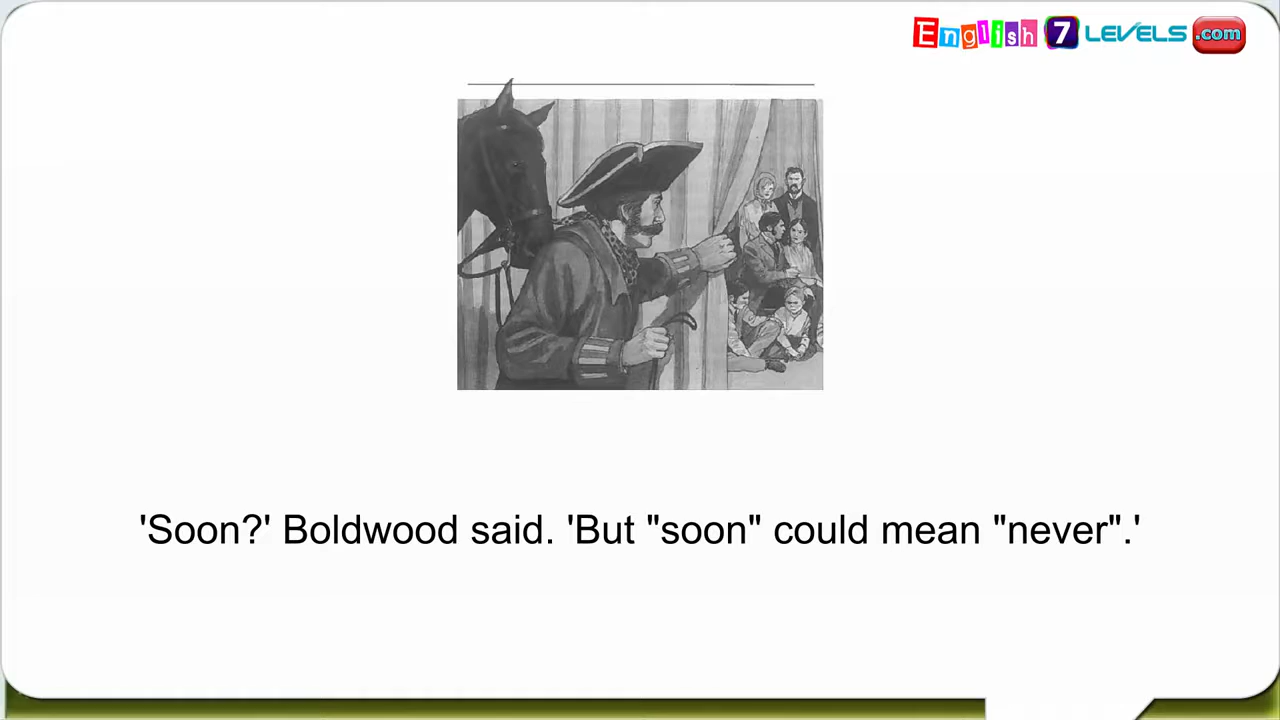 English 7 LEVELS .com
'Soon?' Boldwood said. 'But "soon" could mean "never".'